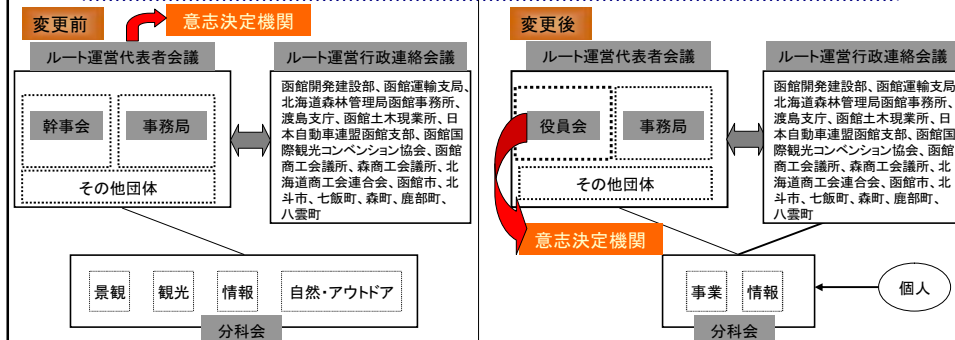 変更前
意志決定機関
ルート運営代表者会議
ルート運営行政連絡会議
幹事会
事務局
その他団体
函館開発建設部、函館運輸支局、
北海道森林管理局函館事務所、
渡島支庁、函館土木現業所、日
本自動車連盟函館支部、函館国
際観光コンベンション協会、函館
商工会議所、森商工会議所、北
海道商工会連合会、函館市、北
斗市、七飯町、森町、鹿部町、
八雲町
景観
観光
情報
自然・アウトドア
分科会
変更後
ルート運営代表者会議
ルート運営行政連絡会議
役員会
事務局
その他団体
函館開発建設部、函館運輸支局、
北海道森林管理局函館事務所、
渡島支庁、函館土木現業所、日
本自動車連盟函館支部、函館国
際観光コンベンション協会、函館
商工会議所、森商工会議所、北
海道商工会連合会、函館市、北
斗市、七飯町、森町、鹿部町、
八雲町
意志決定機関
事業
情報
個人
分科会